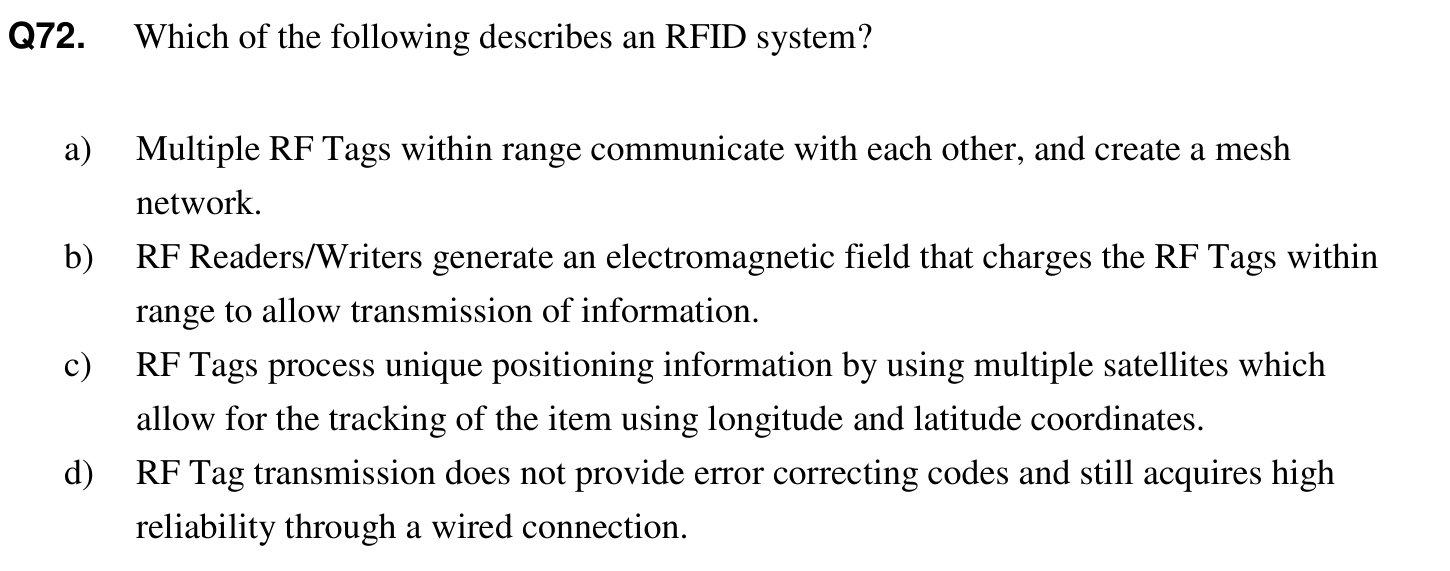 Q72. Which of the following describes an RFID system?
a) Multiple RF Tags within range communicate with each other, and create a mesh
network.
b) RF Readers/Writers generate an electromagnetic field that charges the RF Tags within
range to allow transmission of information.
c) RF Tags process unique positioning information by using multiple satellites which
allow for the tracking of the item using longitude and latitude coordinates.
d) RF Tag transmission does not provide error correcting codes and still acquires high
reliability through a wired connection.